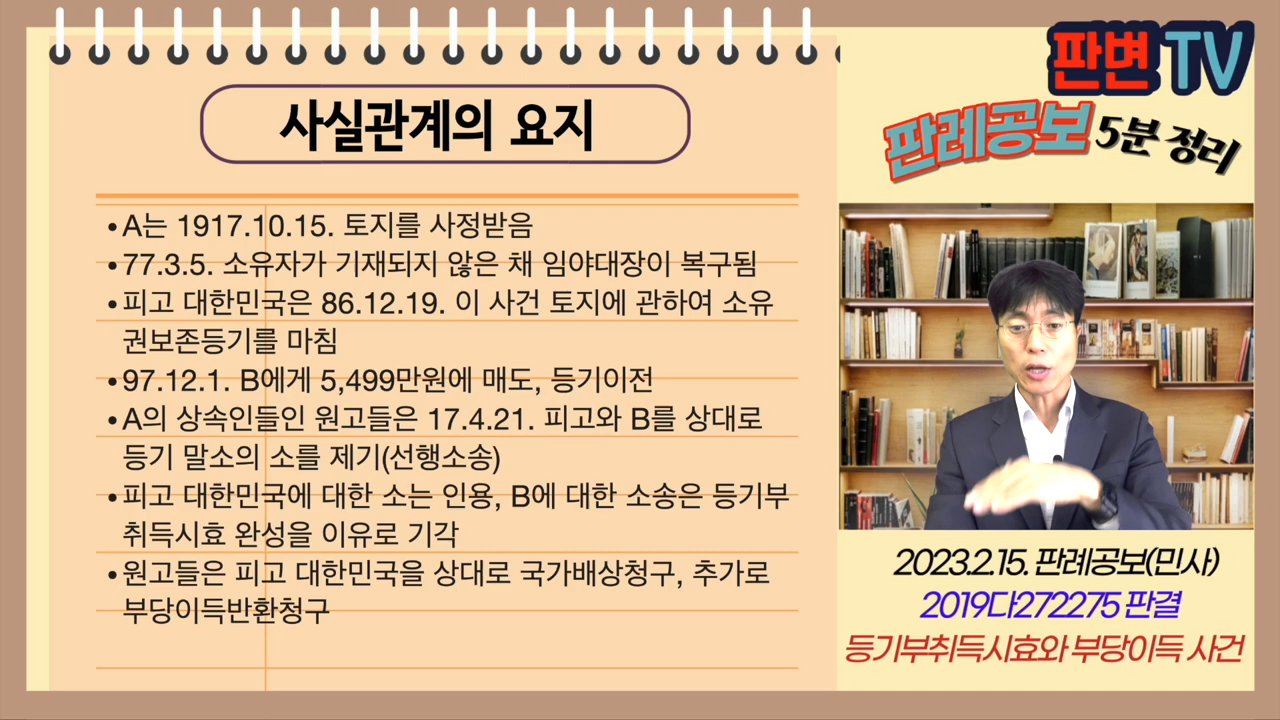 사실관계의 요지
•A는 1917.10.15. 토지를 사정받음
•77.3.5. 소유자가 기재되지 않은 채 임야대장이 복구됨
•피고 대한민국은 86.12.19. 이 사건 토지에 관하여 소유
권보존등기를 마침
•97.12.1. B에게 5,499만원에 매도, 등기이전
•A의 상속인들인 원고들은 17.4.21. 피고와 B를 상대로
등기 말소의 소를 제기(선행소송)
•피고 대한민국에 대한 소는 인용, B에 대한 소송은 등기부
취득시효 완성을 이유로 기각
•원고들은 피고 대한민국을 상대로 국가배상청구, 추가로
부당이득반환청구
판변 TV
판례공보 5분 정리
2023.2.15. 판례공보(민사)
2019다272275 판결
등기부취득시효와 부당이득 사건